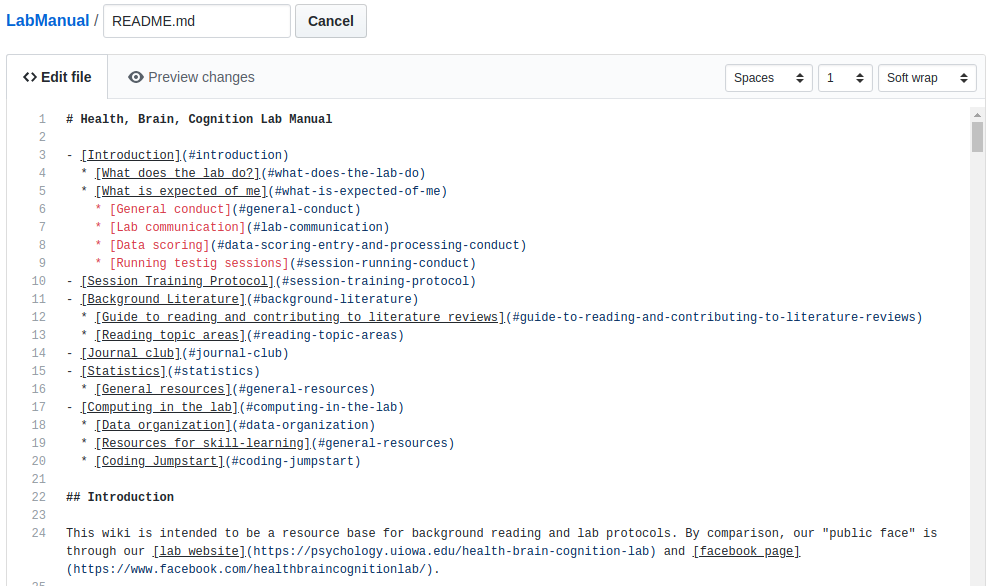 LabManual / README.md Cancel
<> Edit file Preview changes Spaces 1 Soft wrap
1 # Health, Brain, Cognition Lab Manual
2
3 - [Introduction](#introduction)
4 * [What does the lab do?](#what-does-the-lab-do)
5 * [What is expected of me](#what-is-expected-of-me)
6 * [General conduct](#general-conduct)
7 * [Lab communication](#lab-communication)
8 * [Data scoring](#data-scoring-entry-and-processing-conduct)
9 * [Running testig sessions](#session-running-conduct)
10 - [Session Training Protocol](#session-training-protocol)
11 - [Background Literature](#background-literature)
12 * [Guide to reading and contributing to literature reviews](#guide-to-reading-and-contributing-to-literature-reviews)
13 * [Reading topic areas](#reading-topic-areas)
14 - [Journal club](#journal-club)
15 - [Statistics](#statistics)
16 * [General resources](#general-resources)
17 - [Computing in the lab](#computing-in-the-lab)
18 * [Data organization](#data-organization)
19 * [Resources for skill-learning](#general-resources)
20 * [Coding Jumpstart](#coding-jumpstart)
21
22 ## Introduction
23
24 This wiki is intended to be a resource base for background reading and lab protocols. By comparison, our "public face" is
through our [lab website](https://psychology.uiowa.edu/health-brain-cognition-lab) and [facebook page]
(https://www.facebook.com/healthbraincognitionlab/).
25